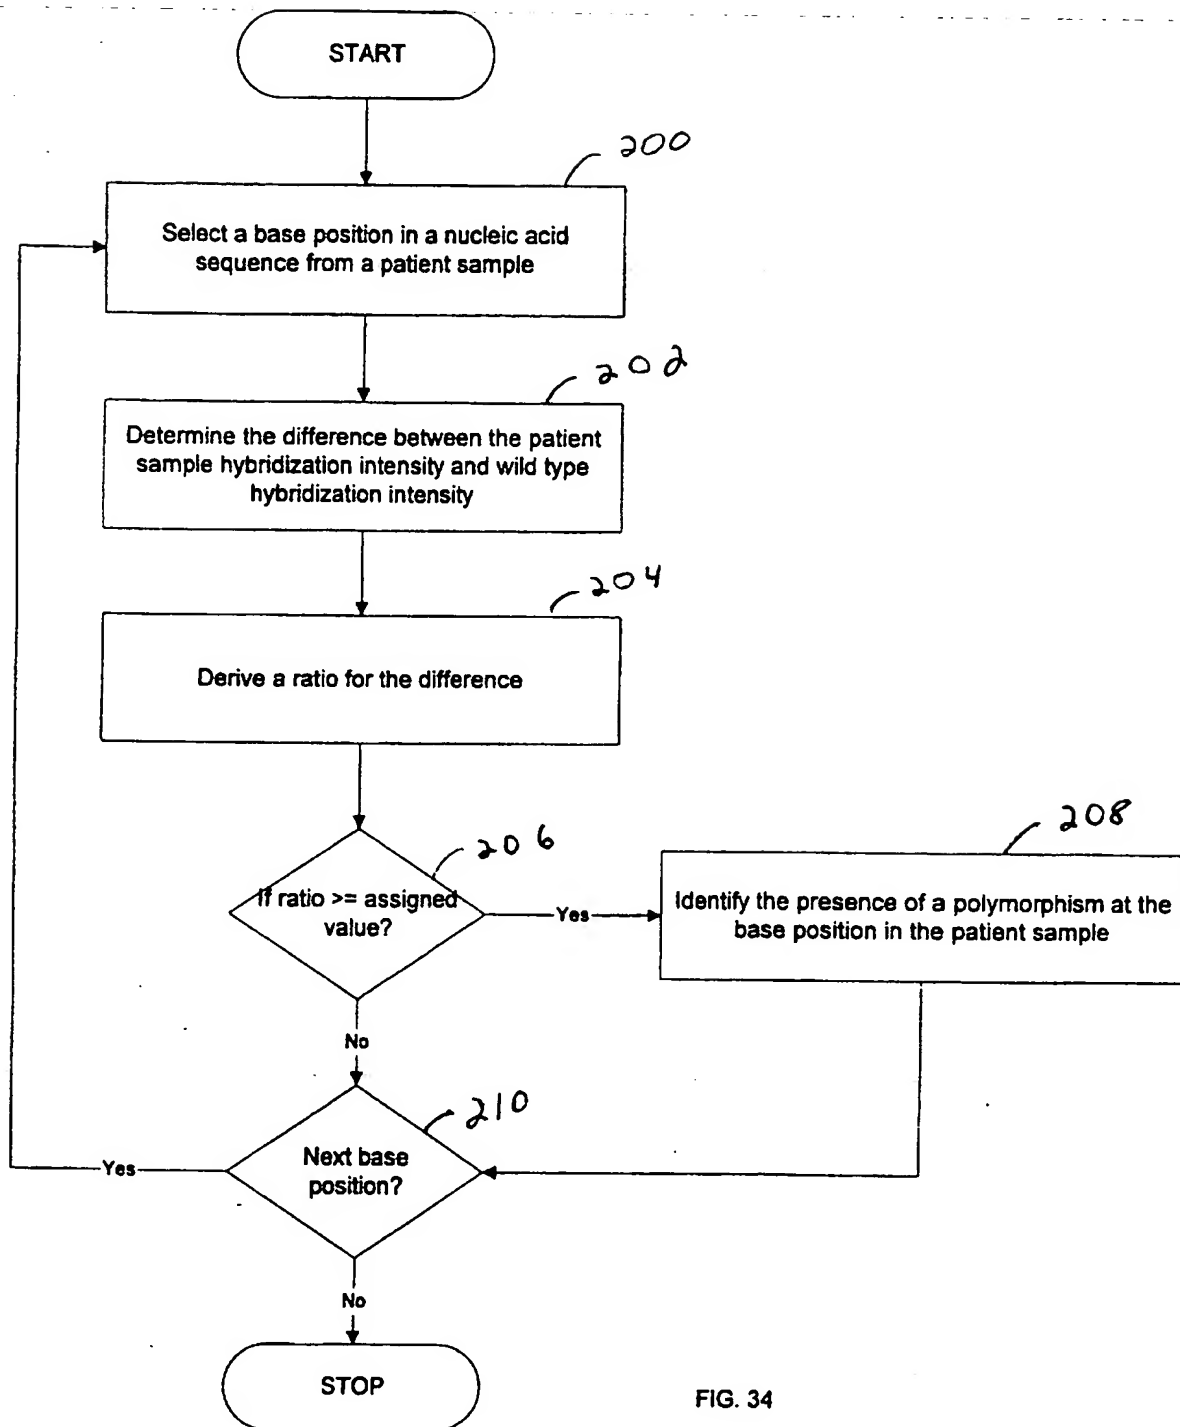 START
200
Select a base position in a nucleic acid
sequence from a patient sample
202
Determine the difference between the patient
sample hybridization intensity and wild type
hybridization intensity
204
Derive a ratio for the difference
206
If ratio >= assigned
value?
Yes
208
Identify the presence of a polymorphism at the
base position in the patient sample
No
210
Next base
position?
Yes
No
STOP
FIG. 34